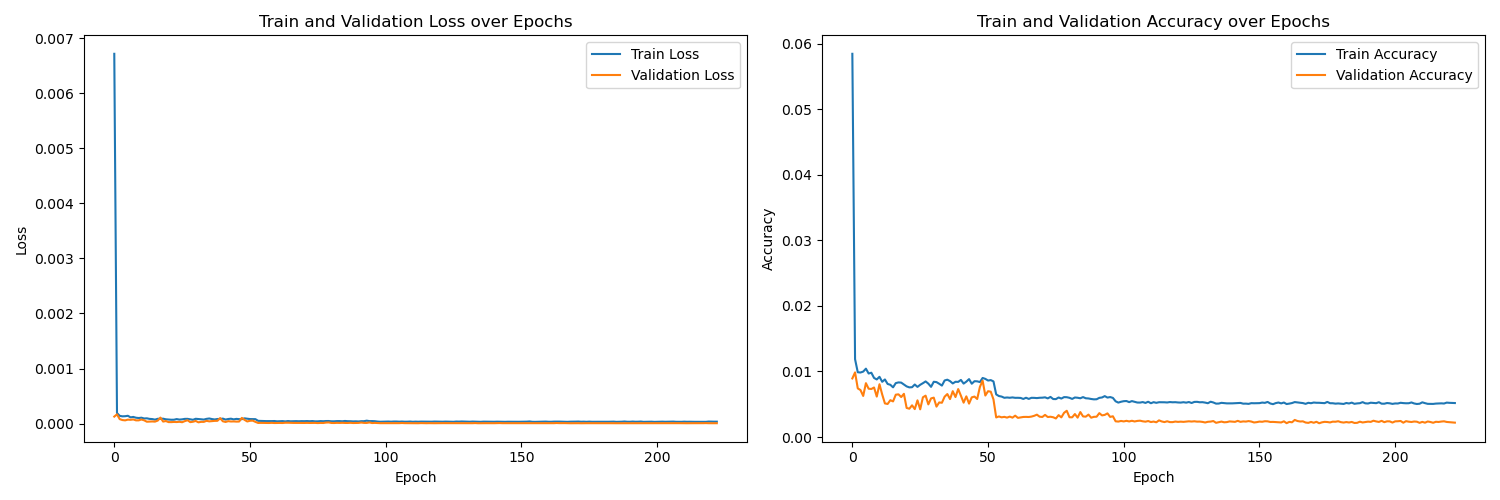 Train and Validation Loss over Epochs
Train Loss
Validation Loss
0.007
0.006
0.005
0.004
0.003
0.002
0.001
0.000
Loss
0
50
100
150
200
Epoch
Train and Validation Accuracy over Epochs
Train Accuracy
Validation Accuracy
0.06
0.05
0.04
0.03
0.02
0.01
0.00
Accuracy
0
50
100
150
200
Epoch